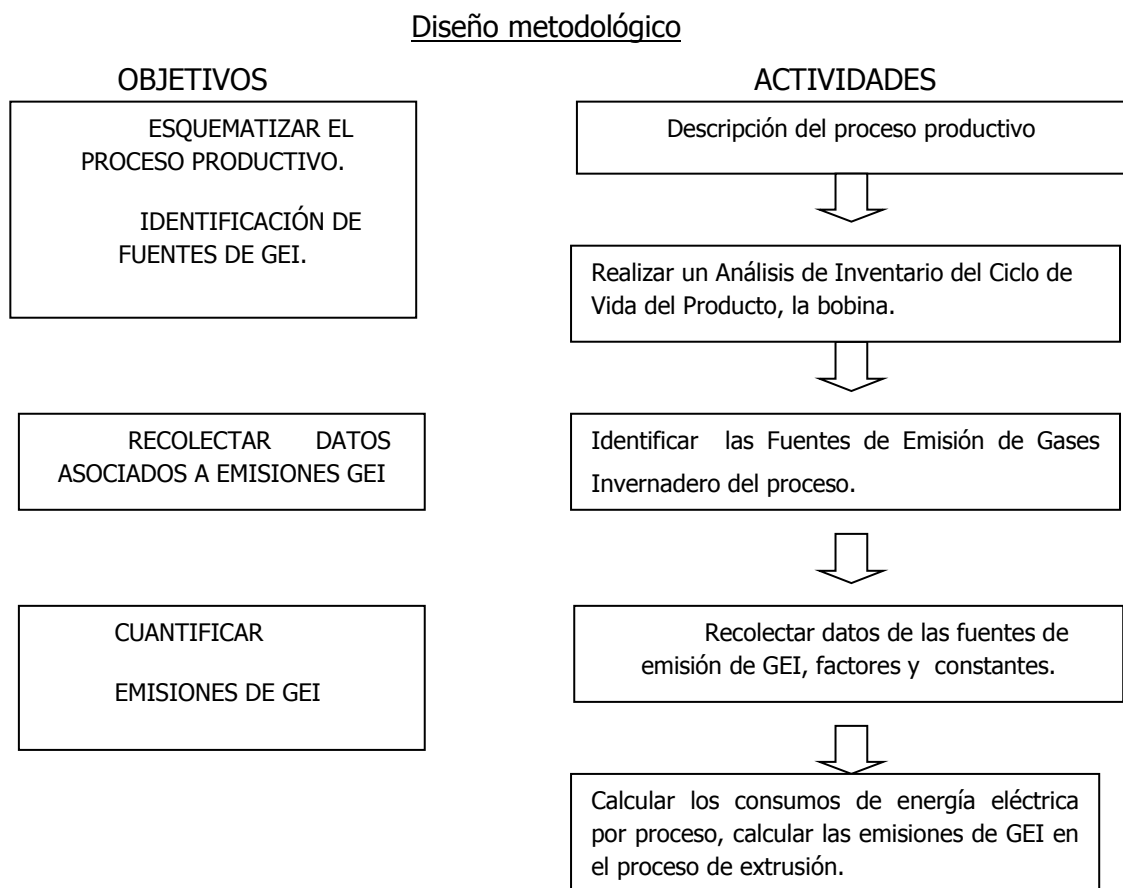 Diseño metodológico
OBJETIVOS
ESQUEMATIZAR EL
PROCESO PRODUCTIVO.
IDENTIFICACIÓN DE
FUENTES DE GEI.
RECOLECTAR DATOS
ASOCIADOS A EMISIONES GEI
CUANTIFICAR
EMISIONES DE GEI
ACTIVIDADES
Descripción del proceso productivo
Realizar un Análisis de Inventario del Ciclo de
Vida del Producto, la bobina.
Identificar las Fuentes de Emisión de Gases
Invernadero del proceso.
Recolectar datos de las fuentes de
emisión de GEI, factores y constantes.
Calcular los consumos de energía eléctrica
por proceso, calcular las emisiones de GEI en
el proceso de extrusión.